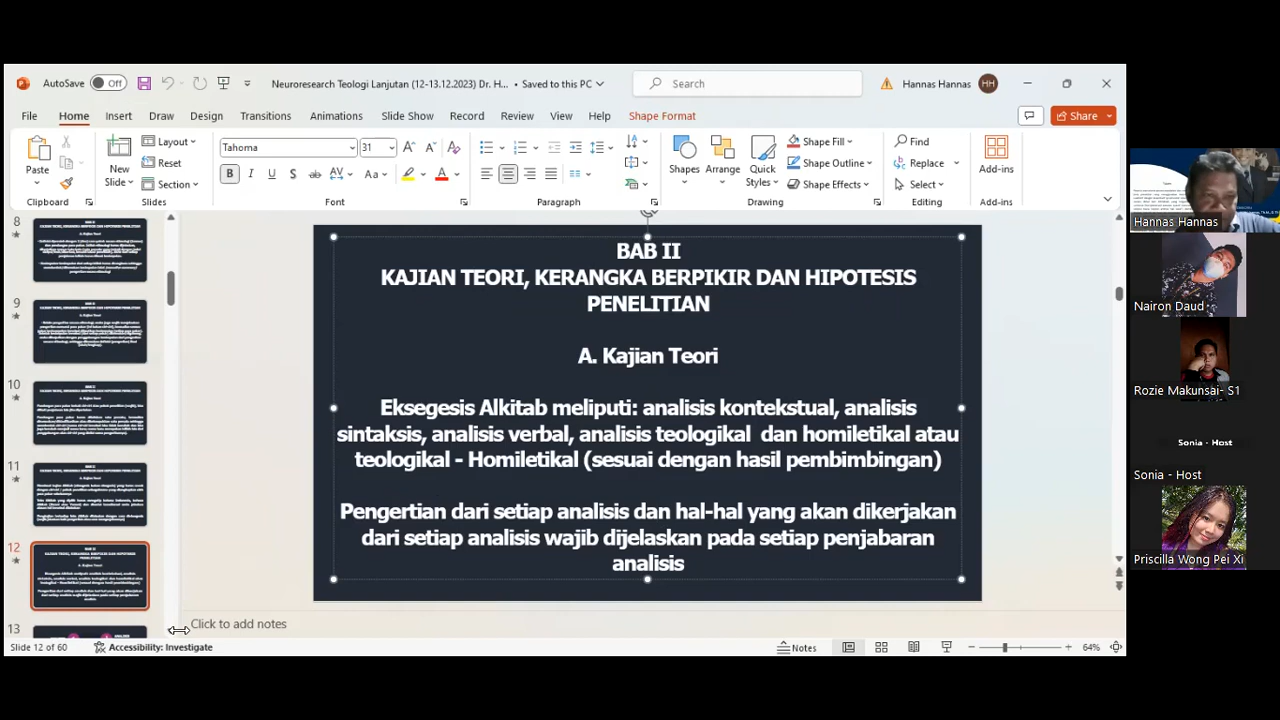 AutoSave Off
Neuroresearch Teologi Lanjutan (12-13.12.2023) Dr. H... • Saved to this PC
Search
Hannas Hannas HH
File Home Insert Draw Design Transitions Animations Slide Show Record Review View Help Shape Format Share
Paste
Clipboard
New Slide
Layout
Reset
Section
Slides
Tahoma 31
Font
Paragraph
Shapes
Arrange
Quick Styles
Shape Fill
Shape Outline
Shape Effects
Drawing
Find
Replace
Select
Editing
Add-ins
Add-ins
8
9
10
11
12
13
BAB II
KAJIAN TEORI, KERANGKA BERPIKIR DAN HIPOTESIS
PENELITIAN
A. Kajian Teori
Eksegesis Alkitab meliputi: analisis kontekstual, analisis
sintaksis, analisis verbal, analisis teologikal dan homiletikal atau
teologikal - Homiletikal (sesuai dengan hasil pembimbingan)
Pengertian dari setiap analisis dan hal-hal yang akan dikerjakan
dari setiap analisis wajib dijelaskan pada setiap penjabaran
analisis
Click to add notes
Slide 12 of 60 Accessibility: Investigate Notes 64%
Hannas Hannas
Nairon Daud
Rozie Makunsai- S1
Sonia - Host
Sonia - Host
Priscilla Wong Pei Xi